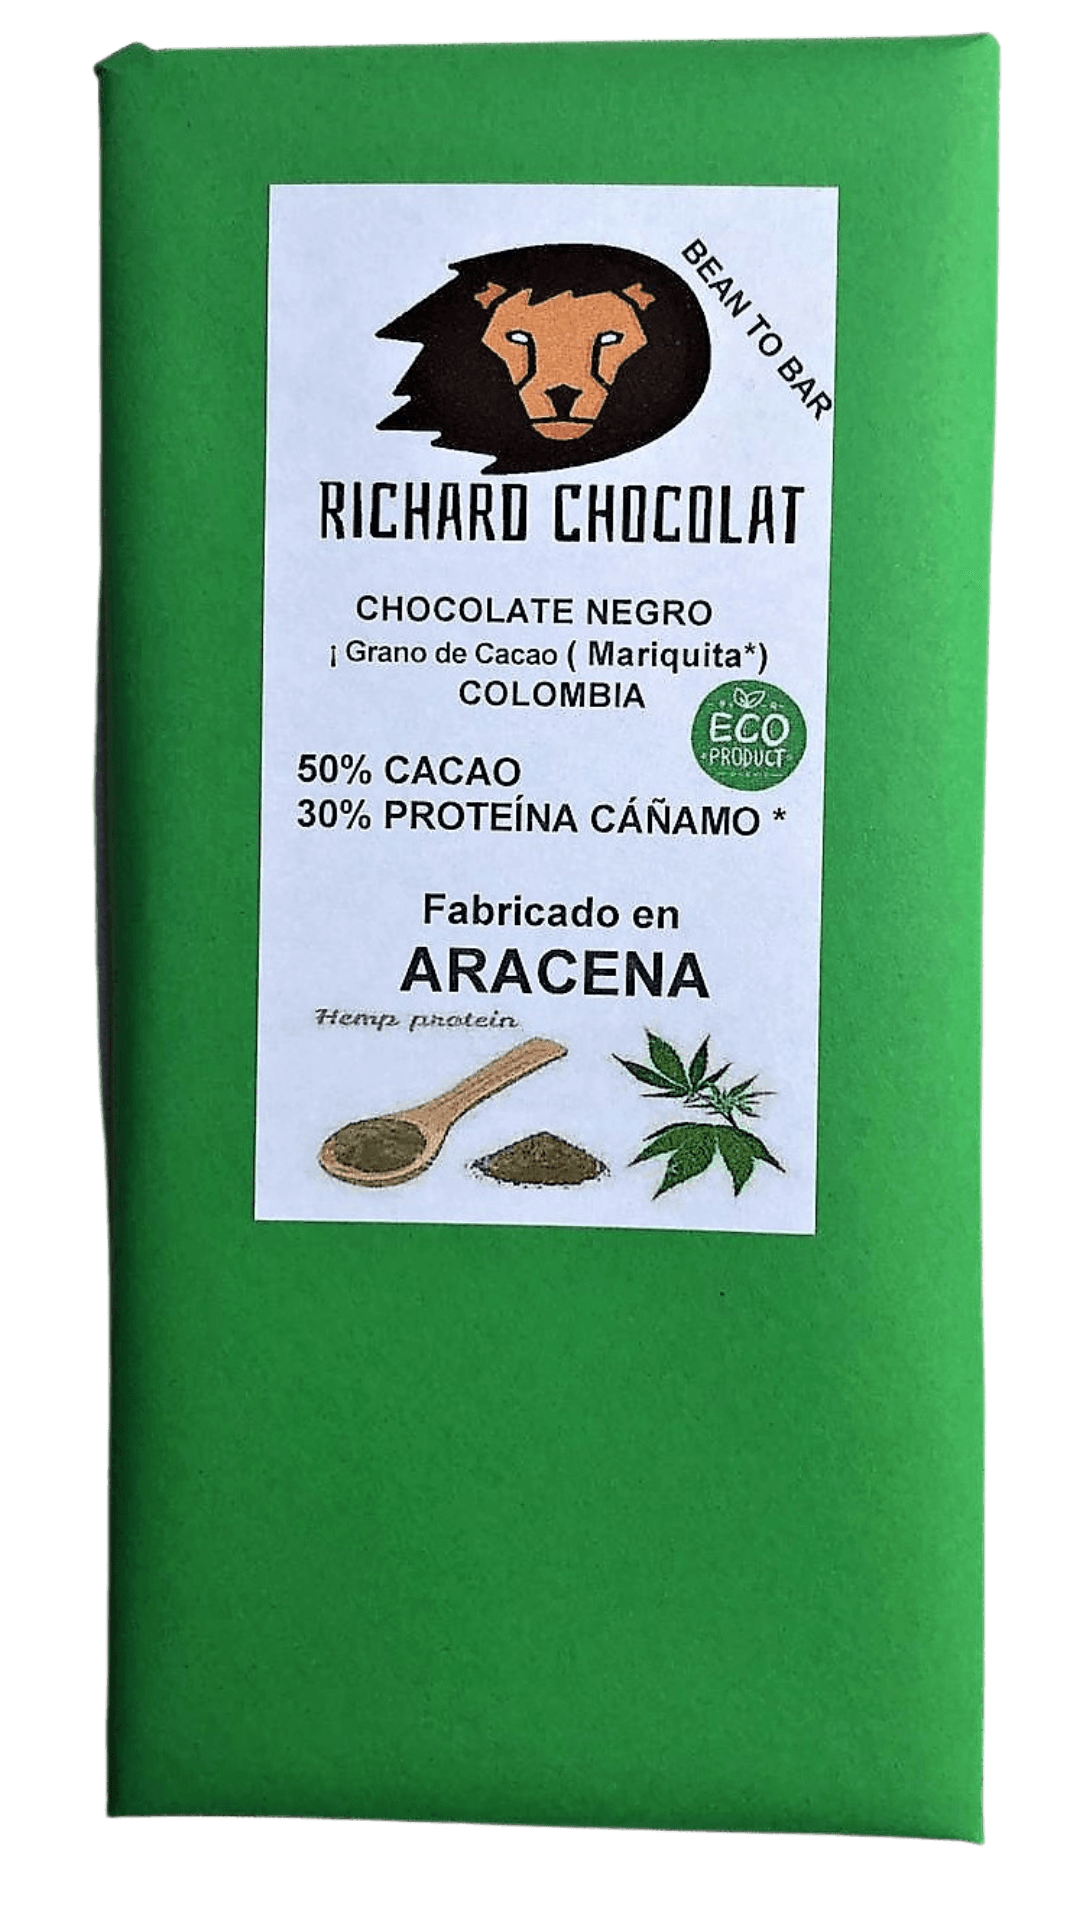 BEAN TO BAR
RICHARD CHOCOLAT
CHOCOLATE NEGRO
¡ Grano de Cacao ( Mariquita*)
COLOMBIA
ECO
PRODUCT
50% CACAO
30% PROTEÍNA CÁÑAMO *
Fabricado en
ARACENA
Hemp protein